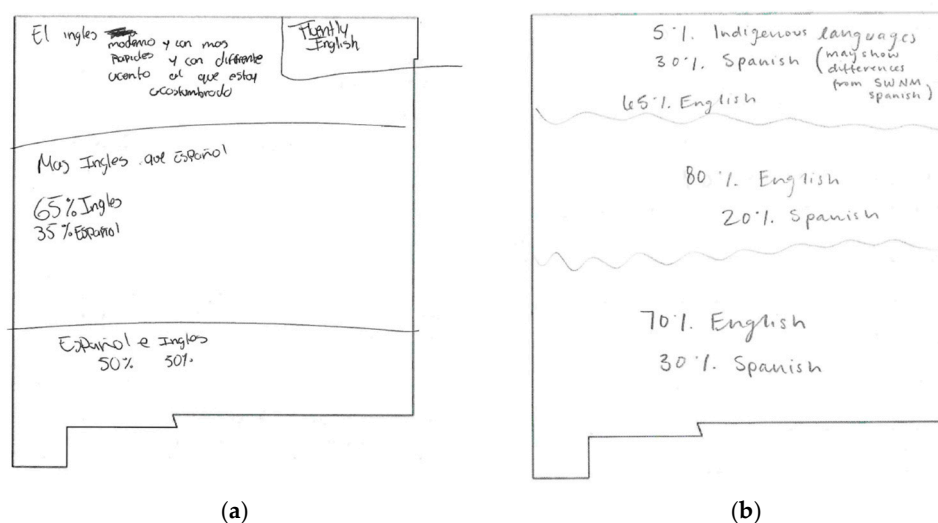 El ingles
moderno y con mas
rapides y con diffrente
acento al que estoy
acostumbrado
Fluently
English
Mas Ingles que Español
65% Ingles
35% Español
Español e Ingles
50% 50%
(a)
5%. Indigenous languages
30%. Spanish (may show
differences
from SWNM
Spanish)
65%. English
80%. English
20%. Spanish
70%. English
30%. Spanish
(b)